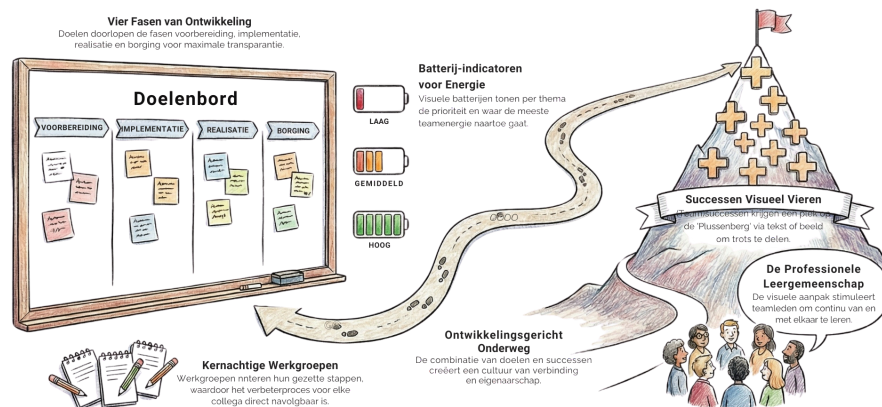 Vier Fasen van Ontwikkeling
Doelen doorlopen de fasen voorbereiding, implementatie,
realisatie en borging voor maximale transparantie.
Doelenbord
VOORBEREIDING
IMPLEMENTATIE
REALISATIE
BORGING
LAAG
GEMIDDELD
HOOG
Batterij-indicatoren
voor Energie
Visuele batterijen tonen per thema
de prioriteit en waar de meeste
teamenergie naartoe gaat.
Successen Visueel Vieren
Teamsuccessen krijgen een plek op
de 'Plussenberg' via tekst of beeld
om trots te delen.
De Professionele
Leergemeenschap
De visuele aanpak stimuleert
teamleden om continu van en
met elkaar te leren.
Ontwikkelingsgericht
Onderweg
De combinatie van doelen en successen
creëert een cultuur van verbinding
en eigenaarschap.
Kernachtige Werkgroepen
Werkgroepen nnteren hun gezette stappen,
waardoor het verbeterproces voor elke
collega direct navolgbaar is.